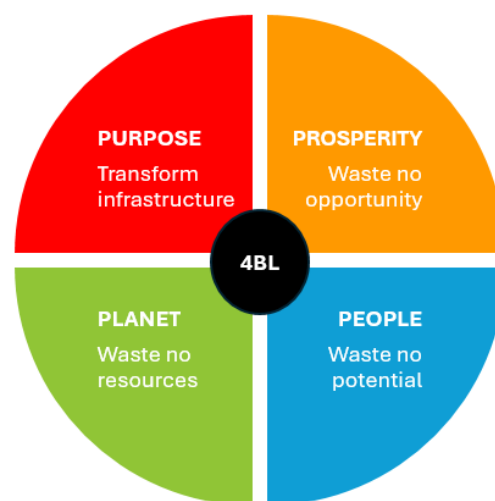 PURPOSE
Transform
infrastructure
PROSPERITY
Waste no
opportunity
4BL
PLANET
Waste no
resources
PEOPLE
Waste no
potential